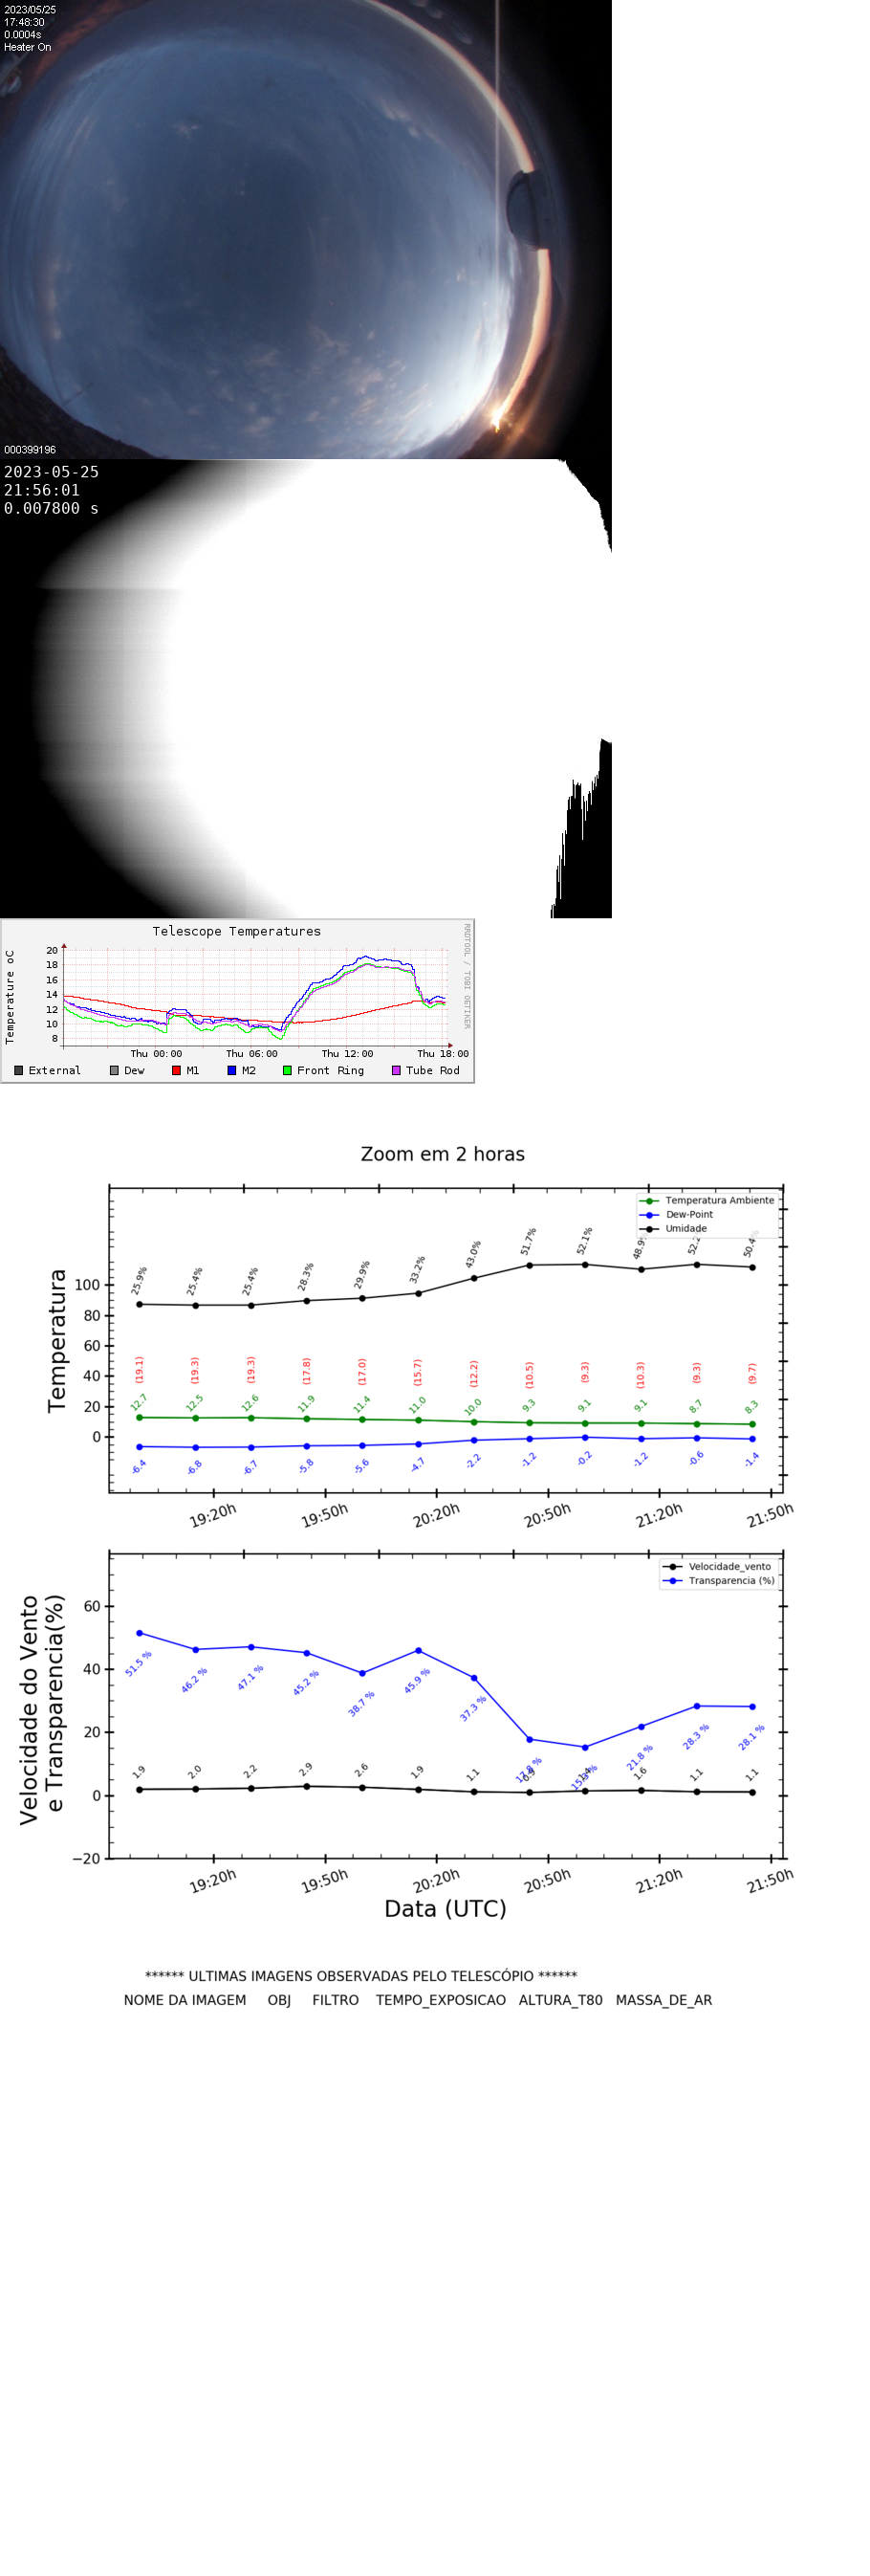 2023/05/25
17:48:30
0.0004s
Heater On
000399196
2023-05-25
21:56:01
0.007800 s
Telescope Temperatures
RRDTOOL / TOBI OETIKER
Temperature oC
20
18
16
14
12
10
8
Thu 00:00 Thu 06:00 Thu 12:00 Thu 18:00
External Dew M1 M2 Front Ring Tube Rod
Zoom em 2 horas
Temperatura Ambiente
Dew-Point
Umidade
Temperatura
25.9% 25.4% 25.4% 28.3% 29.9% 33.2% 43.0% 51.7% 52.1%
100
80
60
40
20
0
(19.1) (19.3) (19.3) (17.8) (17.0) (15.7) (12.2) (10.5) (9.3) (10.3) (9.3) (9.7)
12.7 12.5 12.6 11.9 11.4 11.0 10.0 9.3 9.1 9.1 8.7 8.3
-6.4 -6.8 -6.7 -5.8 -5.6 -4.7 -2.2 -1.2 -0.2 -1.2 -0.6 -1.4
19:20h 19:50h 20:20h 20:50h 21:20h 21:50h
Velocidade_vento
Transparencia (%)
Velocidade do Vento
e Transparencia(%)
60
40
20
0
−20
51.5 % 46.2 % 47.1 % 45.2 % 38.7 % 45.9 % 37.3 % 21.8 % 28.3 % 28.1 %
1.9 2.0 2.2 2.9 2.6 1.9 1.1 1.6 1.1 1.1
19:20h 19:50h 20:20h 20:50h 21:20h 21:50h
Data (UTC)
****** ULTIMAS IMAGENS OBSERVADAS PELO TELESCÓPIO ******
NOME DA IMAGEM OBJ FILTRO TEMPO_EXPOSICAO ALTURA_T80 MASSA_DE_AR